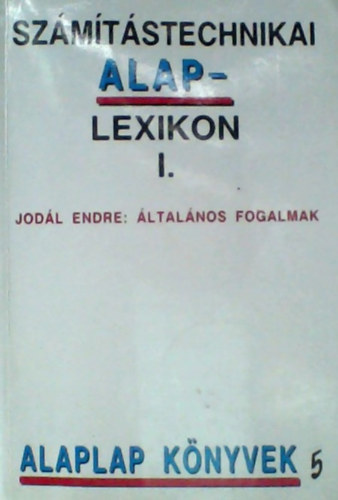 SZÁMÍTÁSTECHNIKAI
ALAP-
LEXIKON
I.
JODÁL ENDRE: ÁLTALÁNOS FOGALMAK
ALAPLAP KÖNYVEK 5